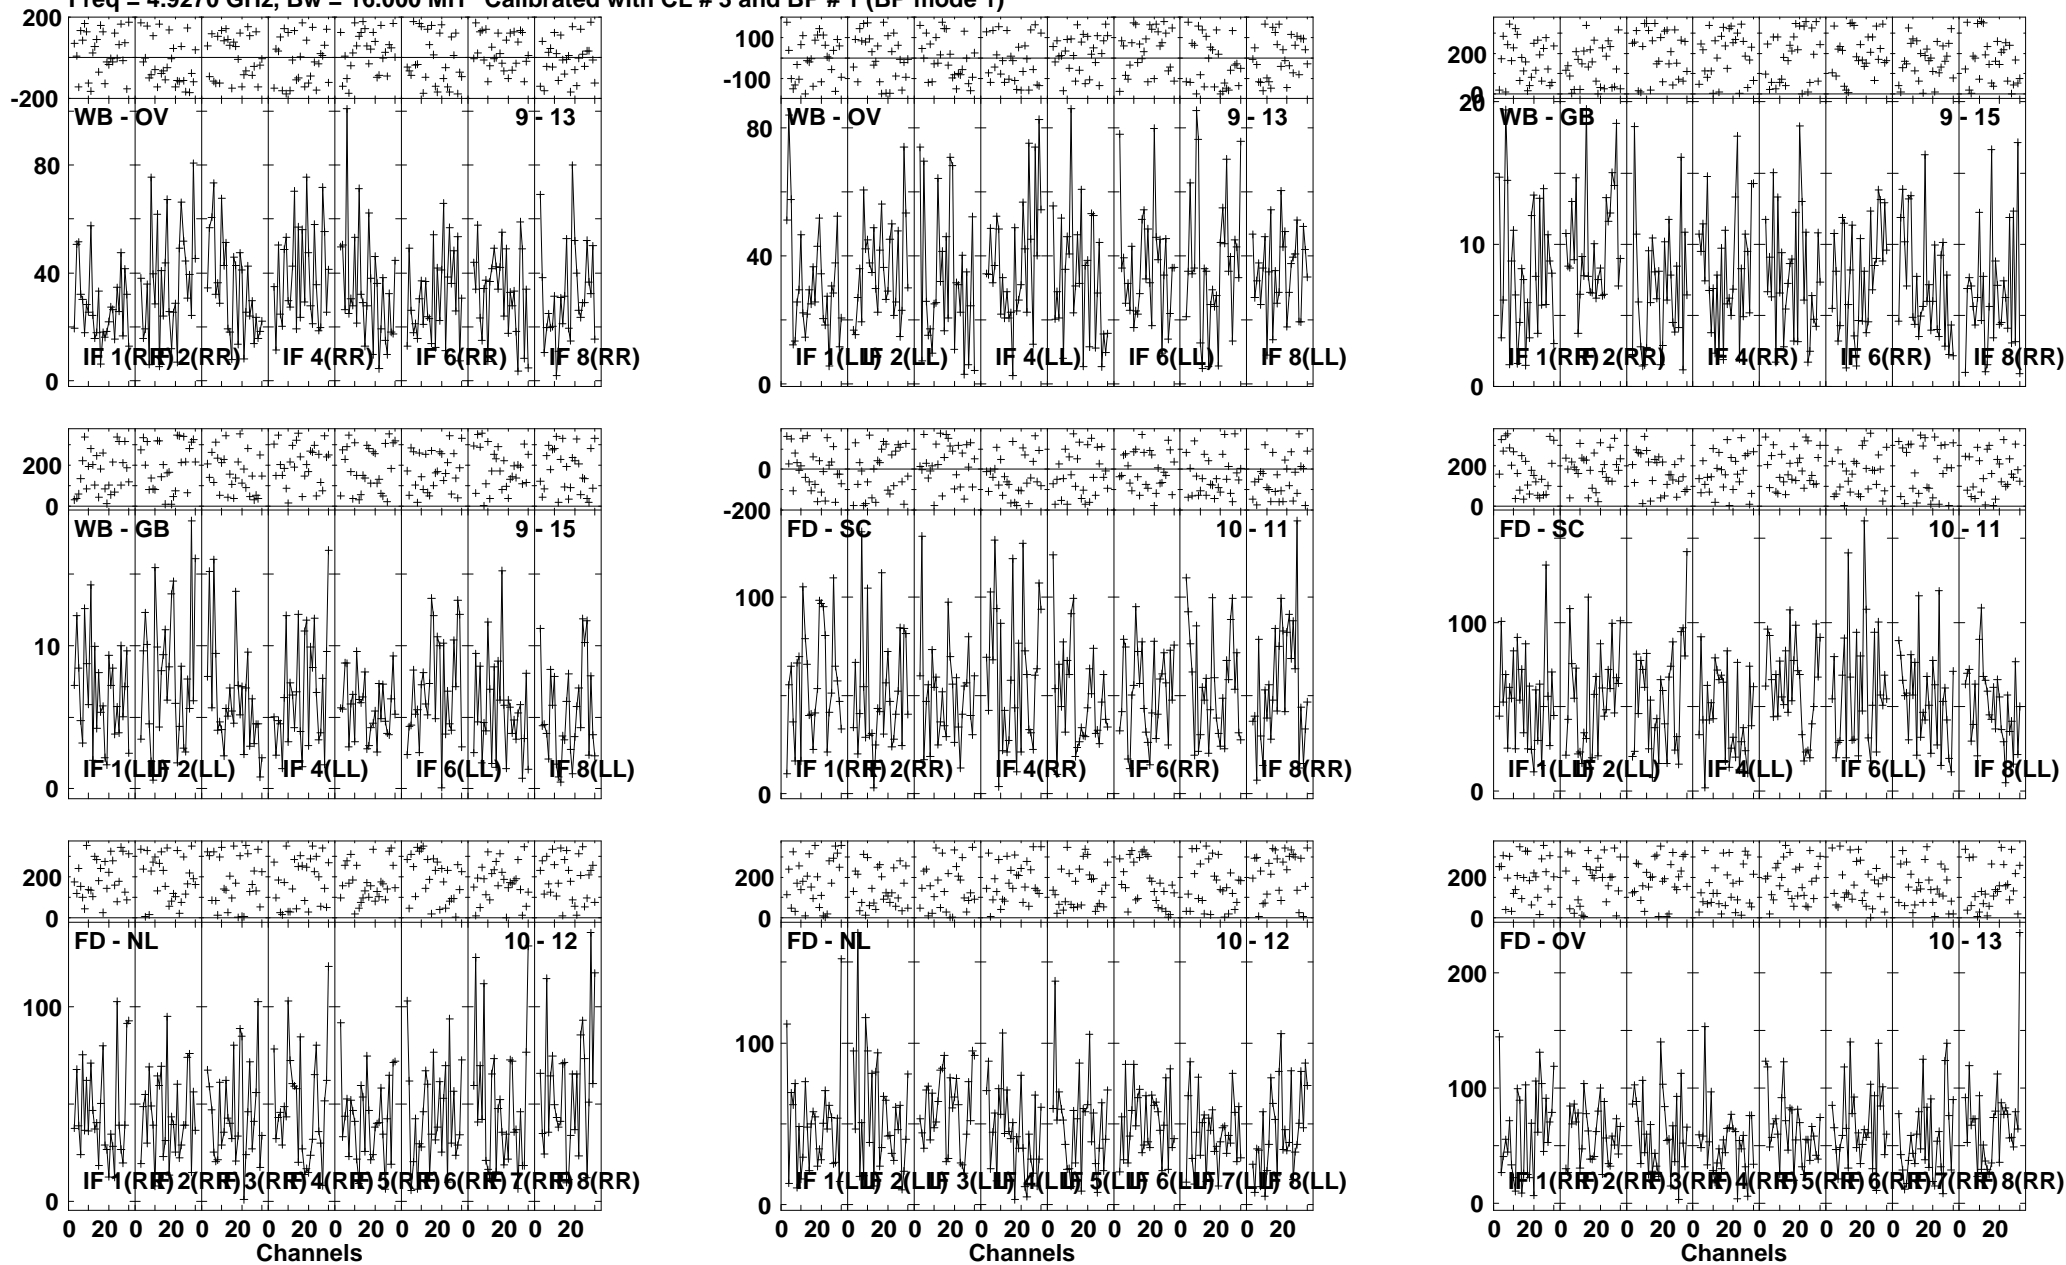 Freq = 4.9270 GHz, Bw = 16.000 MH Calibrated with CL # 3 and BP # 1 (BP mode 1)
200
-200
WB - OV 9 - 13
80
40
0
IF 1(RR) IF 2(RR) IF 4(RR) IF 6(RR) IF 8(RR)
100
-100
WB - OV 9 - 13
80
40
0
IF 1(LL) IF 2(LL) IF 4(LL) IF 6(LL) IF 8(LL)
200
0
20
WB - GB 9 - 15
10
0
IF 1(RR) IF 2(RR) IF 4(RR) IF 6(RR) IF 8(RR)
200
0
WB - GB 9 - 15
10
0
IF 1(LL) IF 2(LL) IF 4(LL) IF 6(LL) IF 8(LL)
0
-200
FD - SC 10 - 11
100
0
IF 1(RR) IF 2(RR) IF 4(RR) IF 6(RR) IF 8(RR)
200
0
FD - SC 10 - 11
100
0
IF 1(LL) IF 2(LL) IF 4(LL) IF 6(LL) IF 8(LL)
200
0
FD - NL 10 - 12
100
0
IF 1(RR) IF 2(RR) IF 3(RR) IF 4(RR) IF 5(RR) IF 6(RR) IF 7(RR) IF 8(RR)
0 20 0 20 0 20 0 20 0 20 0 20 0 20 0 20
Channels
200
0
FD - NL 10 - 12
100
0
IF 1(LL) IF 2(LL) IF 3(LL) IF 4(LL) IF 5(LL) IF 6(LL) IF 7(LL) IF 8(LL)
0 20 0 20 0 20 0 20 0 20 0 20 0 20 0 20
Channels
200
0
FD - OV 10 - 13
200
100
0
IF 1(RR) IF 2(RR) IF 3(RR) IF 4(RR) IF 5(RR) IF 6(RR) IF 7(RR) IF 8(RR)
0 20 0 20 0 20 0 20 0 20 0 20 0 20 0 20
Channels